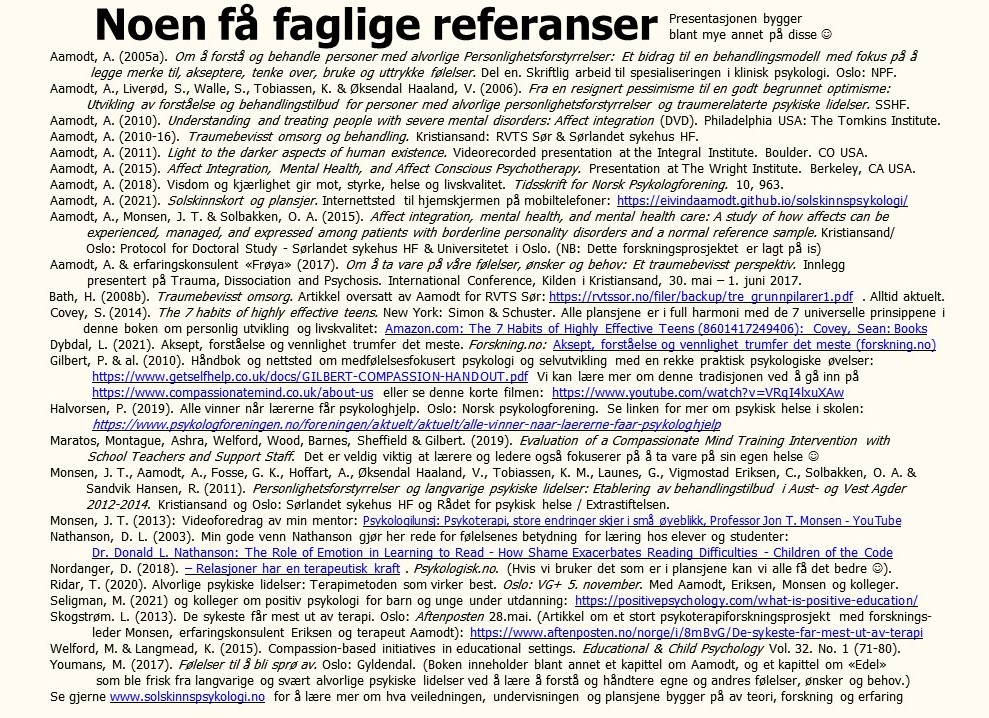 Noen få faglige referanser
Presentasjonen bygger
blant mye annet på disse ☺
Aamodt, A. (2005a). Om å forstå og behandle personer med alvorlige Personlighetsforstyrrelser: Et bidrag til en behandlingsmodell med fokus på å
legge merke til, akseptere, tenke over, bruke og uttrykke følelser. Del en. Skriftlig arbeid til spesialiseringen i klinisk psykologi. Oslo: NPF.
Aamodt, A., Liverød, S., Walle, S., Tobiassen, K. & Øksendal Haaland, V. (2006). Fra en resignert pessimisme til en godt begrunnet optimisme:
Utvikling av forståelse og behandlingstilbud for personer med alvorlige personlighetsforstyrrelser og traumerelaterte psykiske lidelser. SSHF.
Aamodt, A. (2010). Understanding and treating people with severe mental disorders: Affect integration (DVD). Philadelphia USA: The Tomkins Institute.
Aamodt, A. (2010-16). Traumebevisst omsorg og behandling. Kristiansand: RVTS Sør & Sørlandet sykehus HF.
Aamodt, A. (2011). Light to the darker aspects of human existence. Videorecorded presentation at the Integral Institute. Boulder. CO USA.
Aamodt, A. (2015). Affect Integration, Mental Health, and Affect Conscious Psychotherapy. Presentation at The Wright Institute. Berkeley, CA USA.
Aamodt, A. (2018). Visdom og kjærlighet gir mot, styrke, helse og livskvalitet. Tidsskrift for Norsk Psykologforening. 10, 963.
Aamodt, A. (2021). Solskinnskort og plansjer. Internettsted til hjemskjermen på mobiltelefoner: https://eivindaamodt.github.io/solskinnspsykologi/
Aamodt, A., Monsen, J. T. & Solbakken, O. A. (2015). Affect integration, mental health, and mental health care: A study of how affects can be
experienced, managed, and expressed among patients with borderline personality disorders and a normal reference sample. Kristiansand/
Oslo: Protocol for Doctoral Study - Sørlandet sykehus HF & Universitetet i Oslo. (NB: Dette forskningsprosjektet er lagt på is)
Aamodt, A. & erfaringskonsulent «Frøya» (2017). Om å ta vare på våre følelser, ønsker og behov: Et traumebevisst perspektiv. Innlegg
presentert på Trauma, Dissociation and Psychosis. International Conference, Kilden i Kristiansand, 30. mai – 1. juni 2017.
Bath, H. (2008b). Traumebevisst omsorg. Artikkel oversatt av Aamodt for RVTS Sør: https://rvtssor.no/filer/backup/tre_grunnpilarer1.pdf . Alltid aktuelt.
Covey, S. (2014). The 7 habits of highly effective teens. New York: Simon & Schuster. Alle plansjene er i full harmoni med de 7 universelle prinsippene i
denne boken om personlig utvikling og livskvalitet: Amazon.com: The 7 Habits of Highly Effective Teens (8601417249406): Covey, Sean: Books
Dybdal, L. (2021). Aksept, forståelse og vennlighet trumfer det meste. Forskning.no: Aksept, forståelse og vennlighet trumfer det meste (forskning.no)
Gilbert, P. & al. (2010). Håndbok og nettsted om medfølelsesfokusert psykologi og selvutvikling med en rekke praktisk psykologiske øvelser:
https://www.getselfhelp.co.uk/docs/GILBERT-COMPASSION-HANDOUT.pdf Vi kan lære mer om denne tradisjonen ved å gå inn på
https://www.compassionatemind.co.uk/about-us eller se denne korte filmen: https://www.youtube.com/watch?v=VRqI4lxuXAw
Halvorsen, P. (2019). Alle vinner når lærerne får psykologhjelp. Oslo: Norsk psykologforening. Se linken for mer om psykisk helse i skolen:
https://www.psykologforeningen.no/foreningen/aktuelt/aktuelt/alle-vinner-naar-laererne-faar-psykologhjelp
Maratos, Montague, Ashra, Welford, Wood, Barnes, Sheffield & Gilbert. (2019). Evaluation of a Compassionate Mind Training Intervention with
School Teachers and Support Staff. Det er veldig viktig at lærere og ledere også fokuserer på å ta vare på sin egen helse ☺
Monsen, J. T., Aamodt, A., Fosse, G. K., Hoffart, A., Øksendal Haaland, V., Tobiassen, K. M., Launes, G., Vigmostad Eriksen, C., Solbakken, O. A. &
Sandvik Hansen, R. (2011). Personlighetsforstyrrelser og langvarige psykiske lidelser: Etablering av behandlingstilbud i Aust- og Vest Agder
2012-2014. Kristiansand og Oslo: Sørlandet sykehus HF og Rådet for psykisk helse / Extrastiftelsen.
Monsen, J. T. (2013): Videoforedrag av min mentor: Psykologilunsj: Psykoterapi, store endringer skjer i små øyeblikk, Professor Jon T. Monsen - YouTube
Nathanson, D. L. (2003). Min gode venn Nathanson gjør her rede for følelsenes betydning for læring hos elever og studenter:
Dr. Donald L. Nathanson: The Role of Emotion in Learning to Read - How Shame Exacerbates Reading Difficulties - Children of the Code
Nordanger, D. (2018). – Relasjoner har en terapeutisk kraft . Psykologisk.no. (Hvis vi bruker det som er i plansjene kan vi alle få det bedre ☺).
Ridar, T. (2020). Alvorlige psykiske lidelser: Terapimetoden som virker best. Oslo: VG+ 5. november. Med Aamodt, Eriksen, Monsen og kolleger.
Seligman, M. (2021) og kolleger om positiv psykologi for barn og unge under utdanning: https://positivepsychology.com/what-is-positive-education/
Skogstrøm. L. (2013). De sykeste får mest ut av terapi. Oslo: Aftenposten 28.mai. (Artikkel om et stort psykoterapiforskningsprosjekt med forsknings-
leder Monsen, erfaringskonsulent Eriksen og terapeut Aamodt): https://www.aftenposten.no/norge/i/8mBvG/De-sykeste-far-mest-ut-av-terapi
Welford, M. & Langmead, K. (2015). Compassion-based initiatives in educational settings. Educational & Child Psychology Vol. 32. No. 1 (71-80).
Youmans, M. (2017). Følelser til å bli sprø av. Oslo: Gyldendal. (Boken inneholder blant annet et kapittel om Aamodt, og et kapittel om «Edel»
som ble frisk fra langvarige og svært alvorlige psykiske lidelser ved å lære å forstå og håndtere egne og andres følelser, ønsker og behov.)
Se gjerne www.solskinnspsykologi.no for å lære mer om hva veiledningen, undervisningen og plansjene bygger på av teori, forskning og erfaring